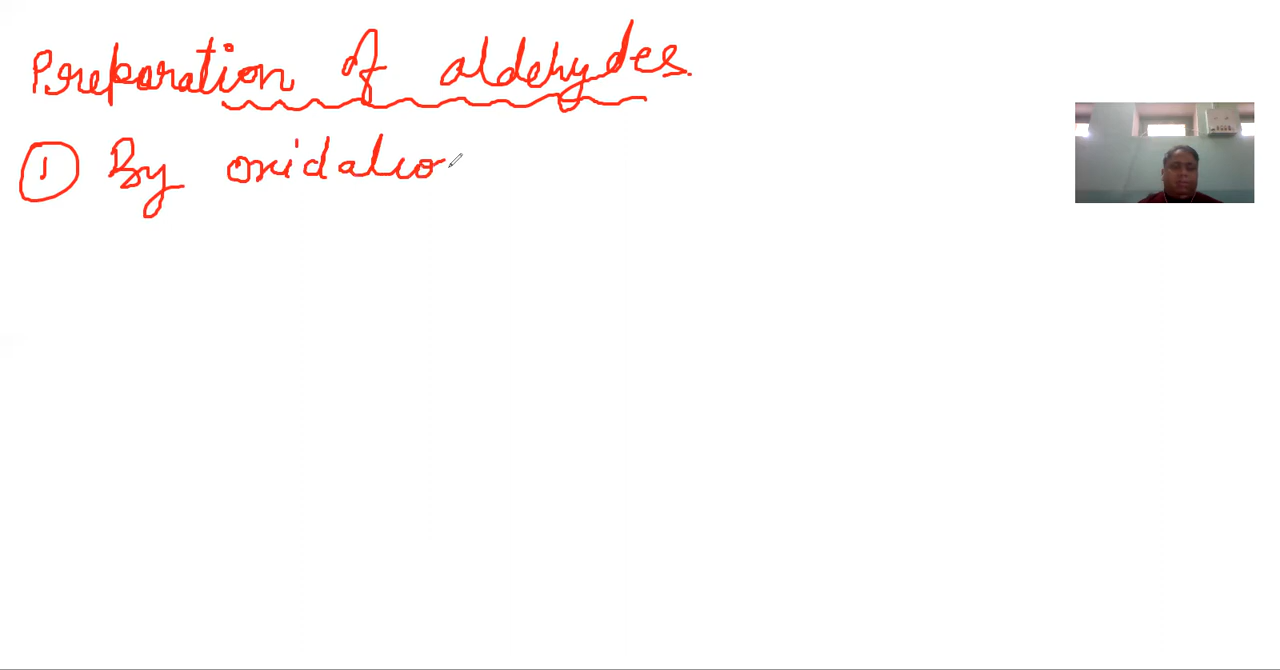 Preparation of aldehydes.
① By oxidatio